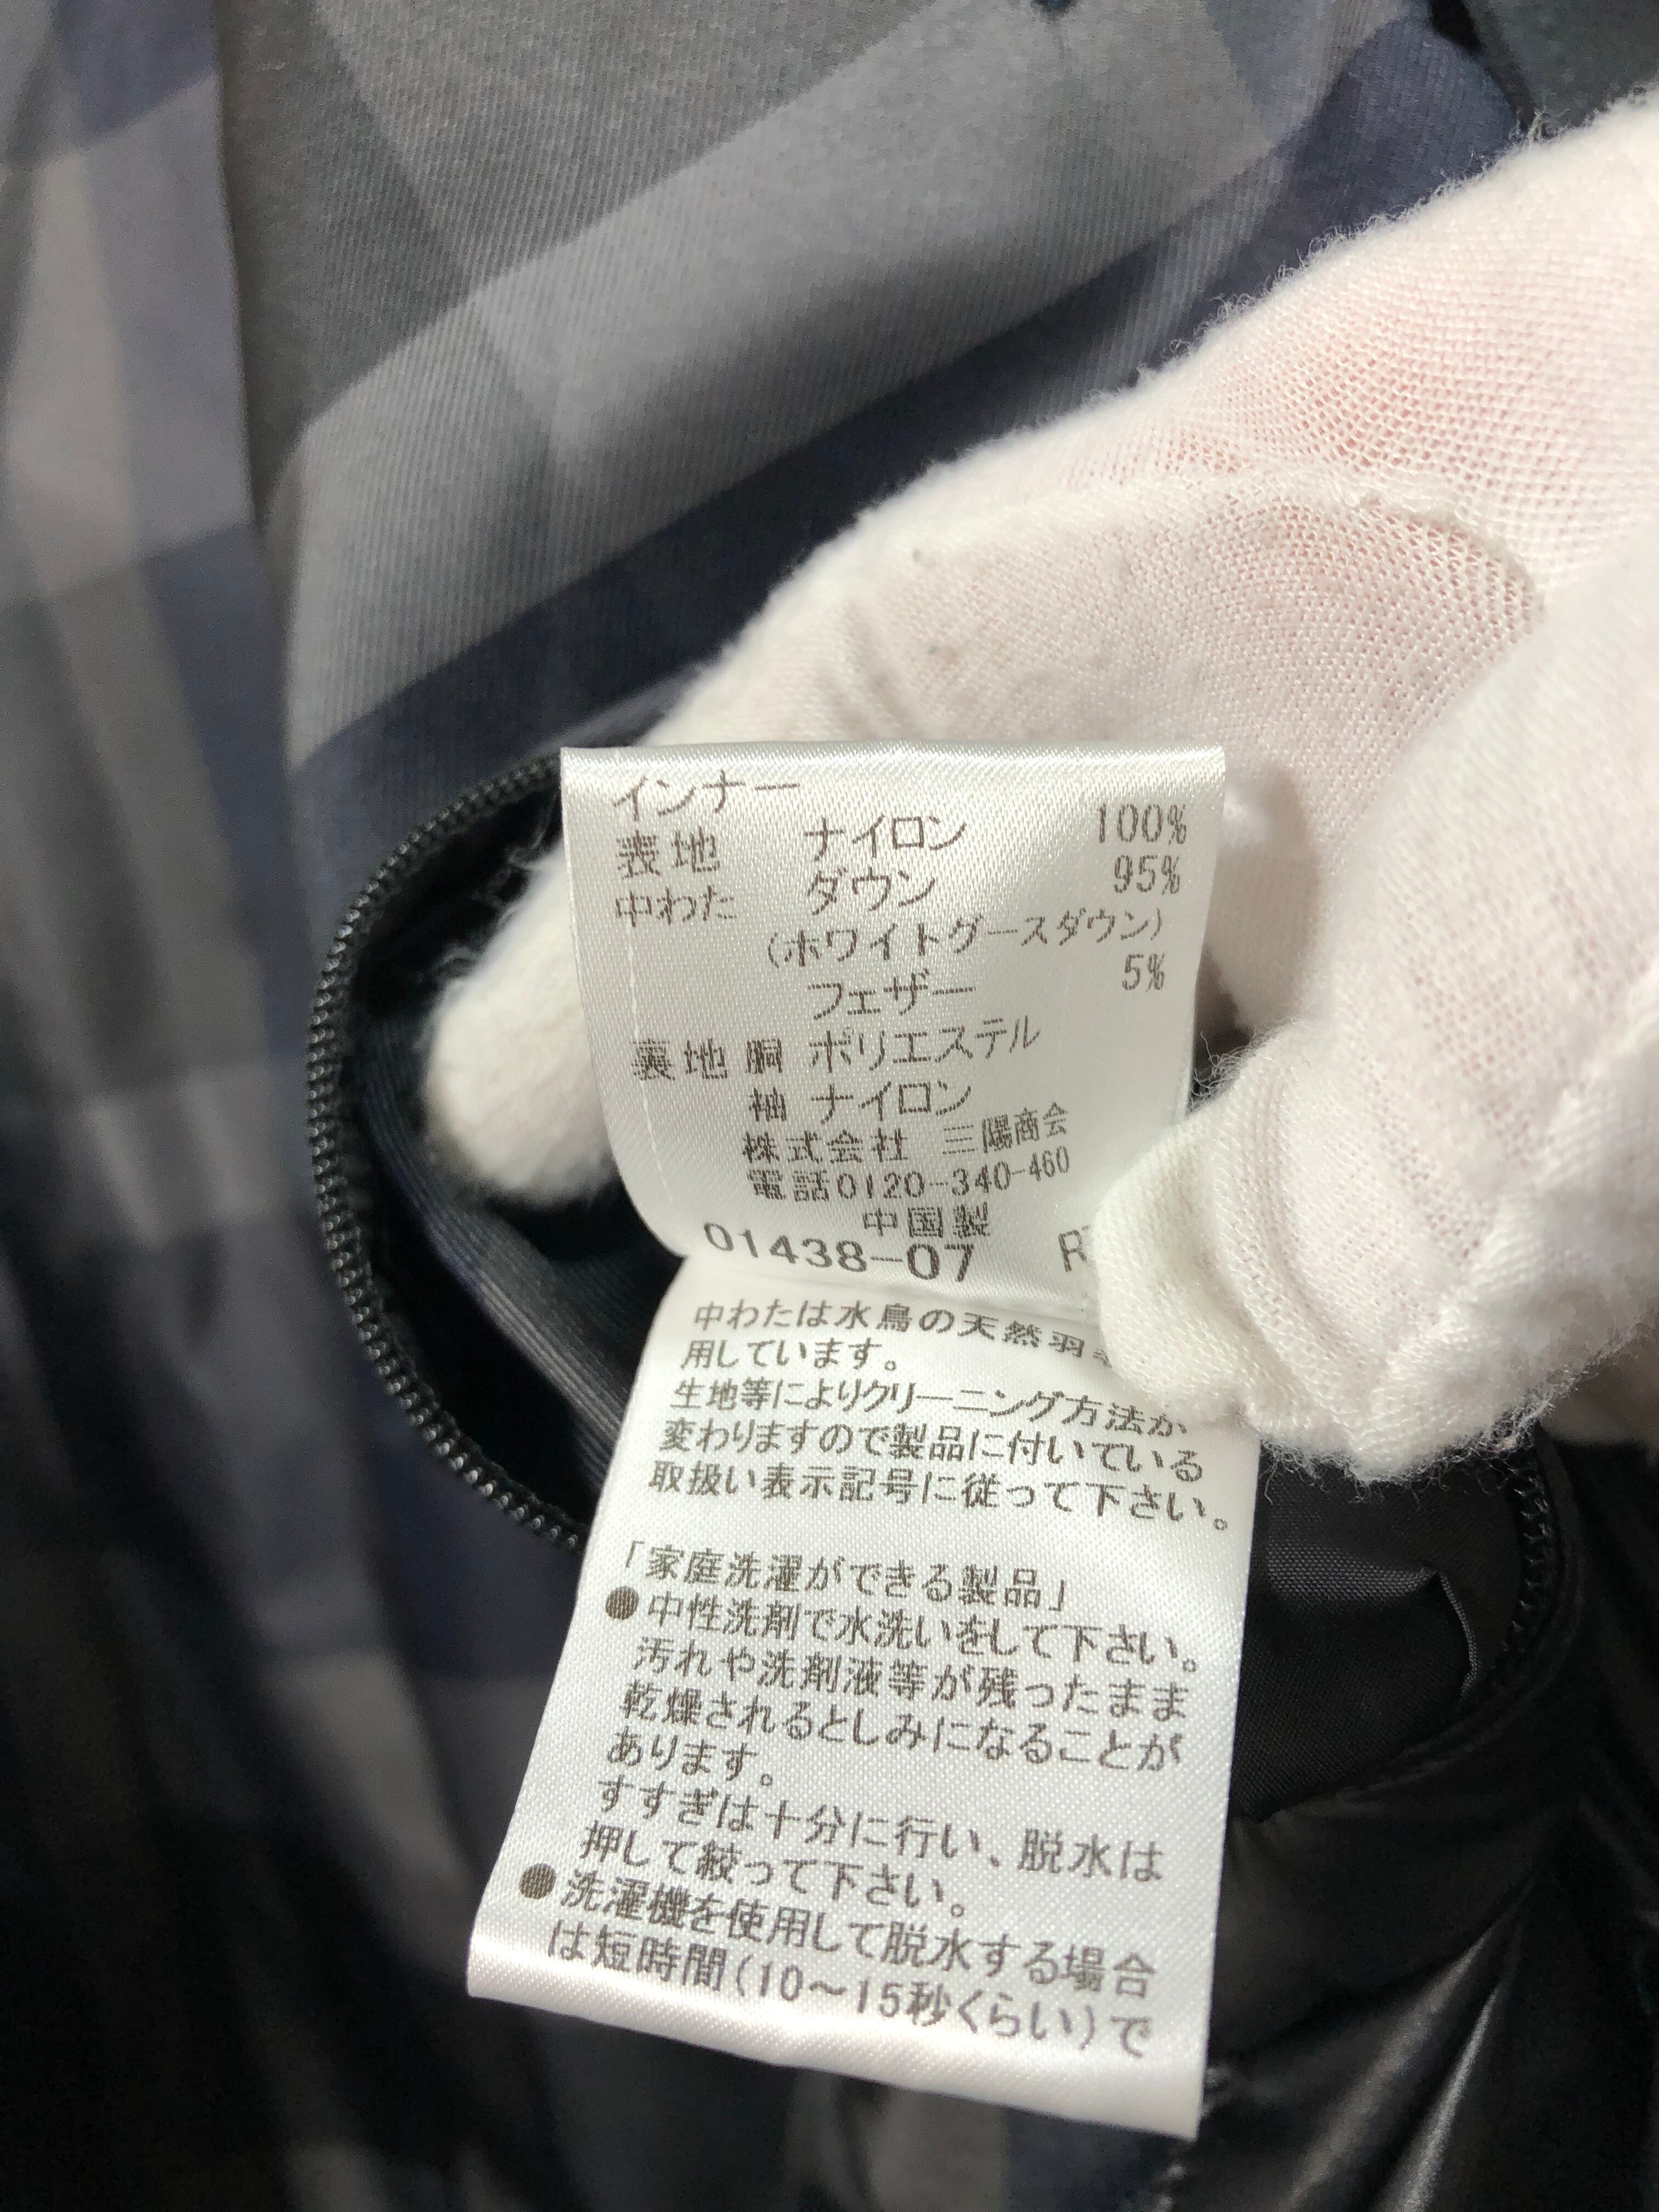 インナー
表地 ナイロン 100%
中わた ダウン 95%
(ホワイトグースダウン)
フェザー 5%
裏地 胴 ポリエステル
袖 ナイロン
株式会社 三陽商会
電話0120-340-460
中国製
01438-07
中わたは水鳥の天然羽
用しています。
生地等によりクリーニング方法が
変わりますので製品に付いている
取扱い表示記号に従って下さい。
「家庭洗濯ができる製品」
●中性洗剤で水洗いをして下さい。
汚れや洗剤液等が残ったまま
乾燥されるとしみになることが
あります。
すすぎは十分に行い、脱水は
押して絞って下さい。
●洗濯機を使用して脱水する場合
は短時間(10～15秒くらい)で